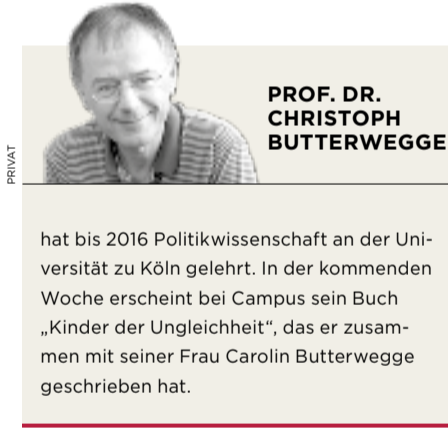 PRIVAT
PROF. DR.
CHRISTOPH
BUTTERWEGGE
hat bis 2016 Politikwissenschaft an der Uni-
versität zu Köln gelehrt. In der kommenden
Woche erscheint bei Campus sein Buch
„Kinder der Ungleichheit“, das er zusam-
men mit seiner Frau Carolin Butterwegge
geschrieben hat.